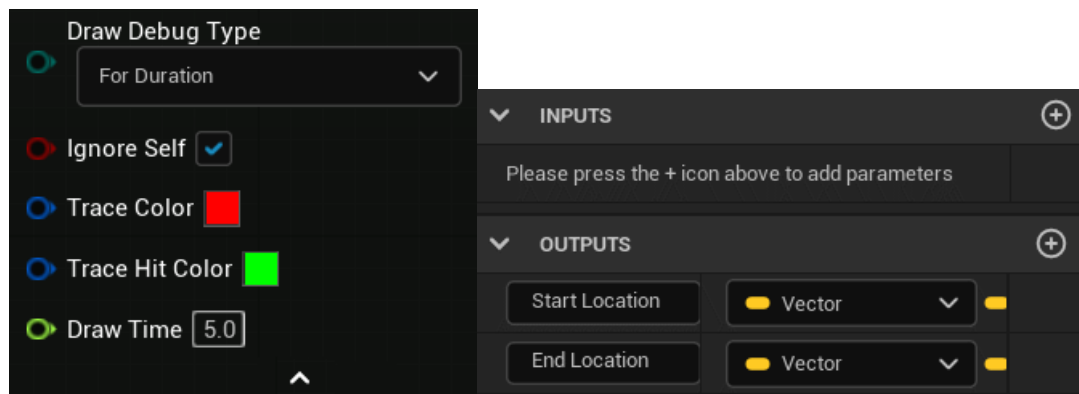 Draw Debug Type
For Duration
Ignore Self
Trace Color
Trace Hit Color
Draw Time 5.0
INPUTS
Please press the + icon above to add parameters
OUTPUTS
Start Location Vector
End Location Vector